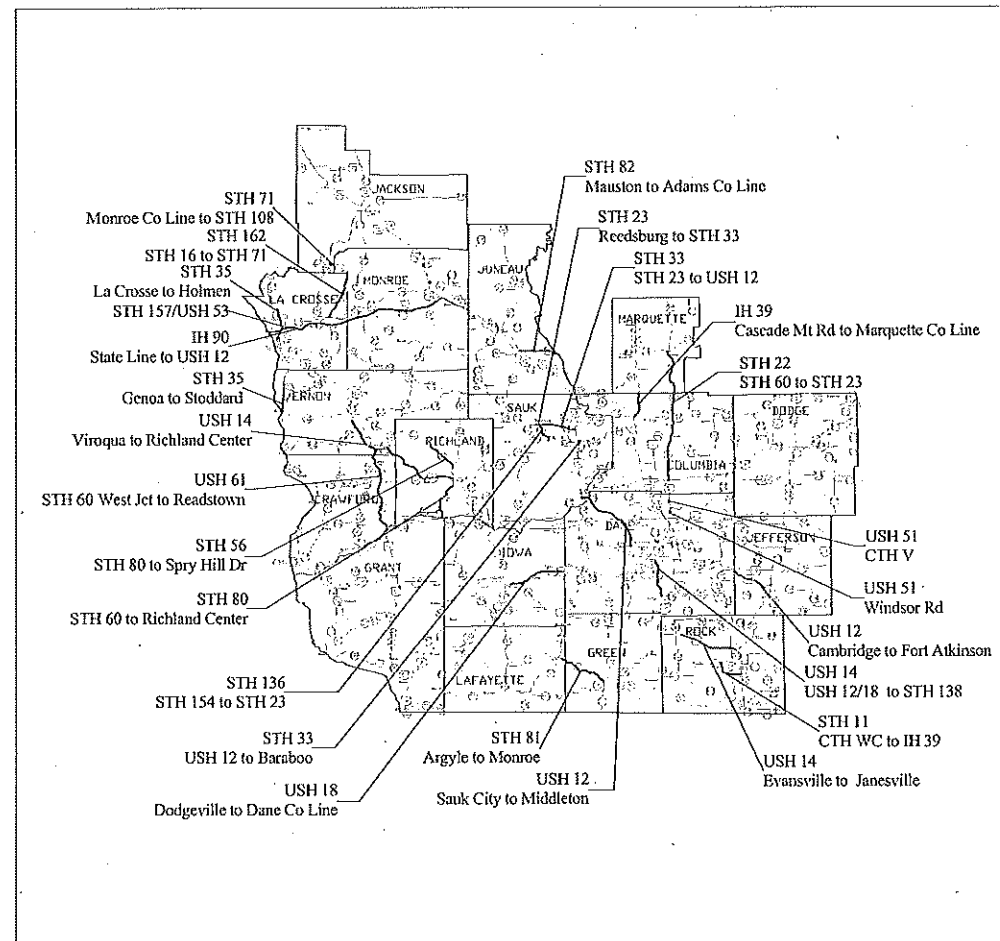 STH 82
Mauston to Adams Co Line
STH 23
Reedsburg to STH 33
STH 33
STH 23 to USH 12
IH 39
Cascade Mt Rd to Marquette Co Line
STH 22
STH 60 to STH 23
STH 71
Monroe Co Line to STH 108
STH 162
STH 16 to STH 71
STH 35
La Crosse to Holmen
STH 157/USH 53
IH 90
State Line to USH 12
STH 35
Genoa to Stoddard
USH 14
Viroqua to Richland Center
USH 61
STH 60 West Jct to Readstown
STH 56
STH 80 to Spry Hill Dr
STH 80
STH 60 to Richland Center
STH 136
STH 154 to STH 23
STH 33
USH 12 to Baraboo
USH 18
Dodgeville to Dane Co Line
STH 81
Argyle to Monroe
USH 12
Sauk City to Middleton
USH 51
CTH V
USH 51
Windsor Rd
USH 12
Cambridge to Fort Atkinson
USH 14
USH 12/18 to STH 138
STH 11
CTH WC to IH 39
USH 14
Evansville to Janesville
JACKSON
LA CROSSE
MONROE
JUNEAU
MARQUETTE
VERNON
RICHLAND
SAUK
COLUMBIA
DODGE
CRAWFORD
GRANT
IOWA
JEFFERSON
LAFAYETTE
GREEN
ROCK